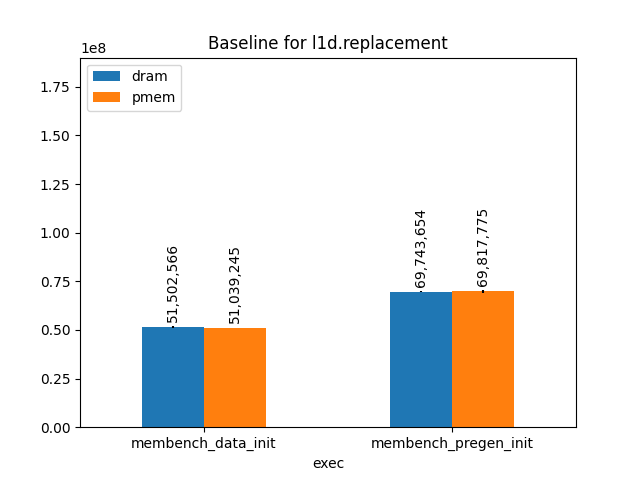 Baseline for l1d.replacement
1e8
dram
pmem
1.75
1.50
1.25
1.00
0.75
0.50
0.25
0.00
51,502,566
51,039,245
69,743,654
69,817,775
membench_data_init
membench_pregen_init
exec